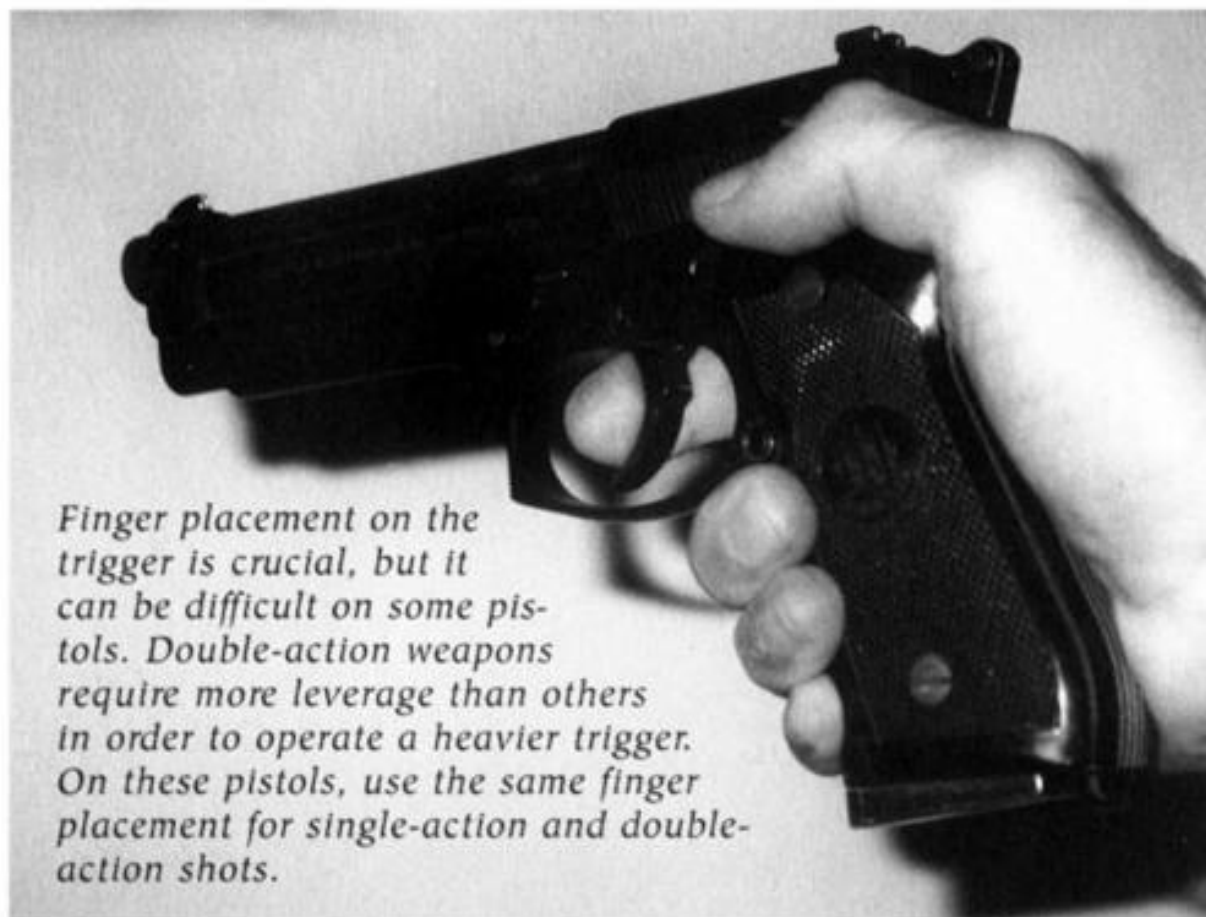 Finger placement on the
trigger is crucial, but it
can be difficult on some pis-
tols. Double-action weapons
require more leverage than others
in order to operate a heavier trigger.
On these pistols, use the same finger
placement for single-action and double-
action shots.